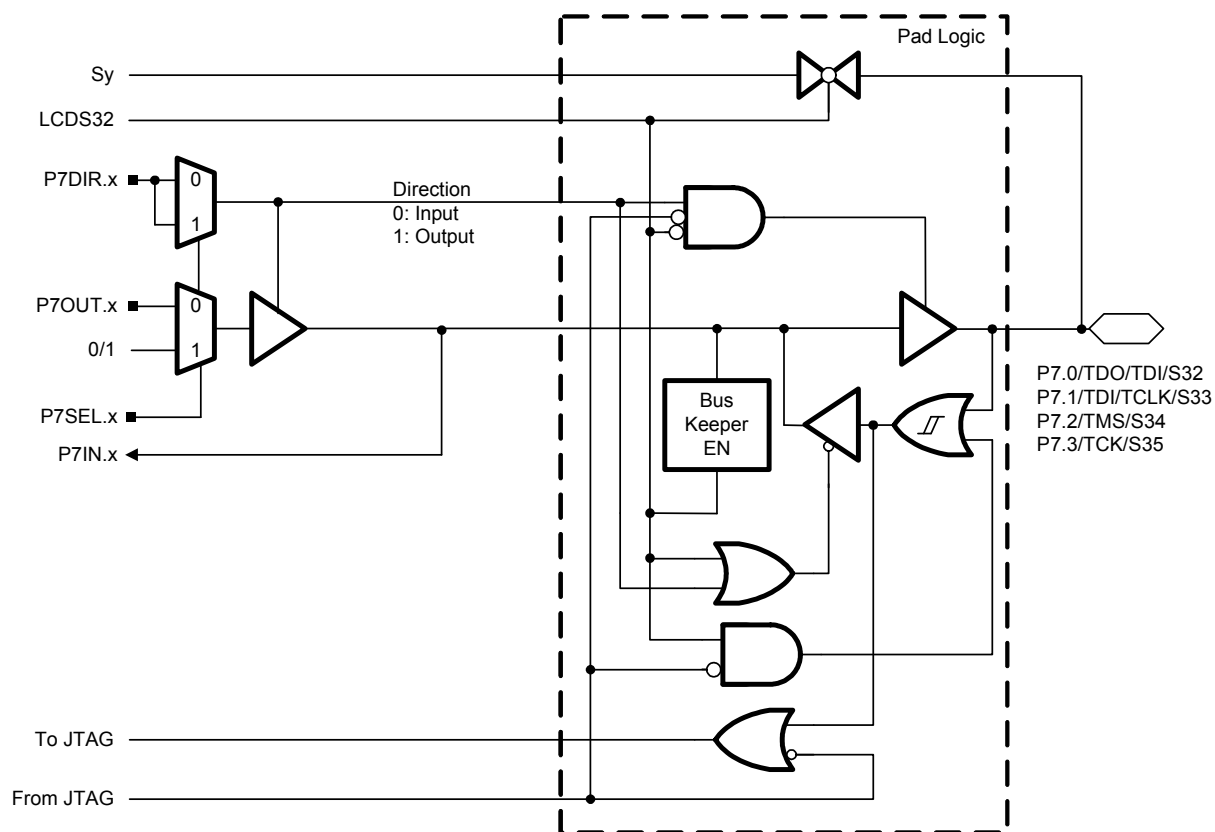 Pad Logic
Sy
LCDS32
P7DIR.x
0
1
Direction
0: Input
1: Output
P7OUT.x
0
0/1
1
P7SEL.x
P7IN.x
Bus
Keeper
EN
P7.0/TDO/TDI/S32
P7.1/TDI/TCLK/S33
P7.2/TMS/S34
P7.3/TCK/S35
To JTAG
From JTAG